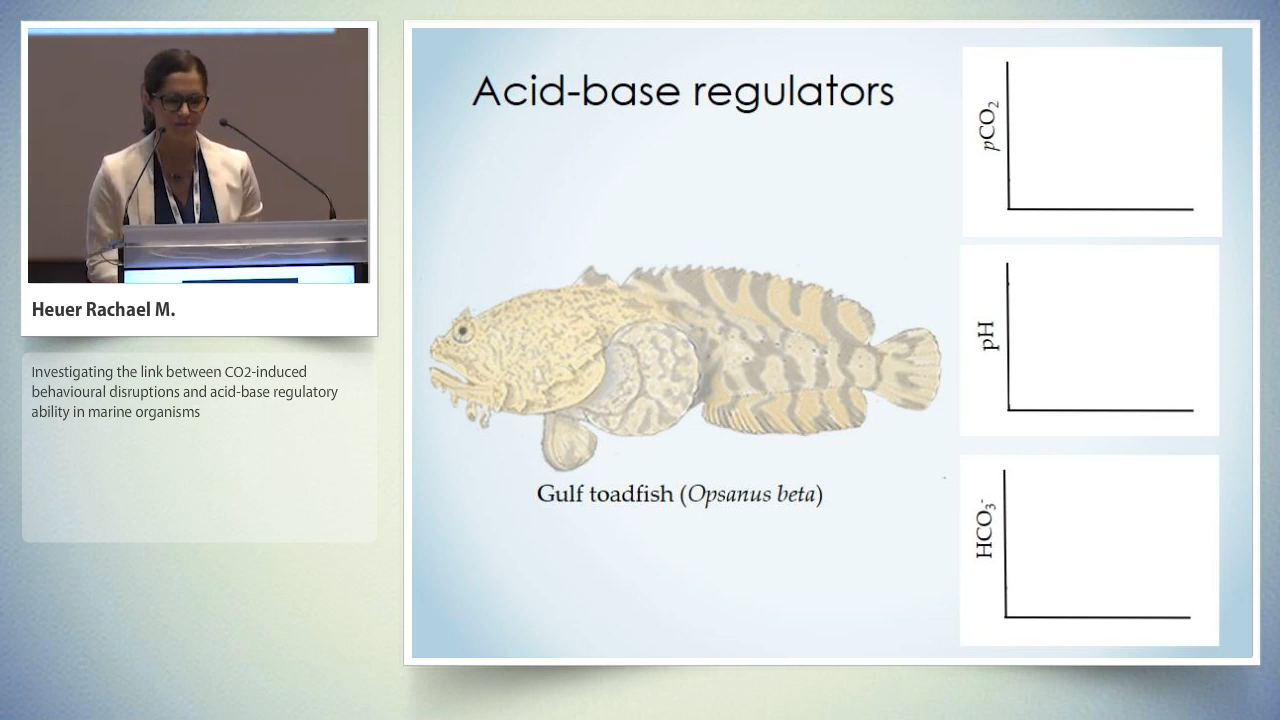 Heuer Rachael M.
Investigating the link between CO2-induced
behavioural disruptions and acid-base regulatory
ability in marine organisms
Acid-base regulators
Gulf toadfish (Opsanus beta)
pCO₂
pH
HCO₃⁻